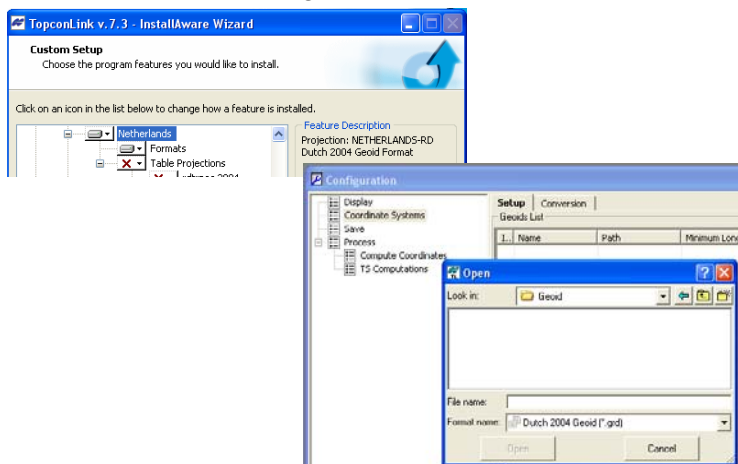 TopconLink v.7.3 - InstallAware Wizard
Custom Setup
Choose the program features you would like to install.
Click on an icon in the list below to change how a feature is installed.
Netherlands
Formats
Table Projections
Feature Description
Projection: NETHERLANDS-RD
Dutch 2004 Geoid Format
Configuration
Display
Coordinate Systems
Save
Process
Compute Coordinates
TS Computations
Setup Conversion
Geoids List
I.. Name Path Minimum Lon
Open
Look in: Geoid
File name:
Format name: Dutch 2004 Geoid (*.grd)
Open Cancel